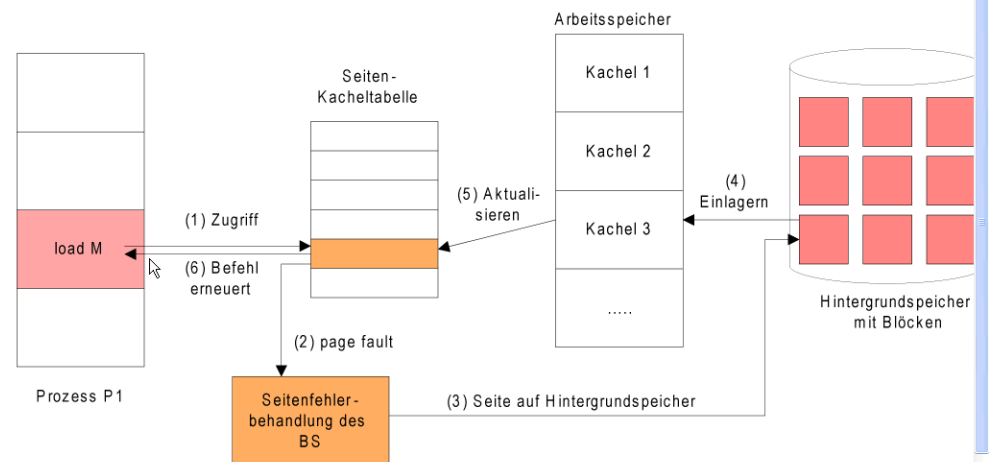 Arbeitsspeicher
Seiten-
Kacheltabelle
Kachel 1
Kachel 2
Kachel 3
.....
load M
(1) Zugriff
(6) Befehl
erneuert
(5) Aktuali-
sieren
(4)
Einlagern
(2) page fault
Hintergrundspeicher
mit Blöcken
Prozess P1
Seitenfehler-
behandlung des
BS
(3) Seite auf Hintergrundspeicher